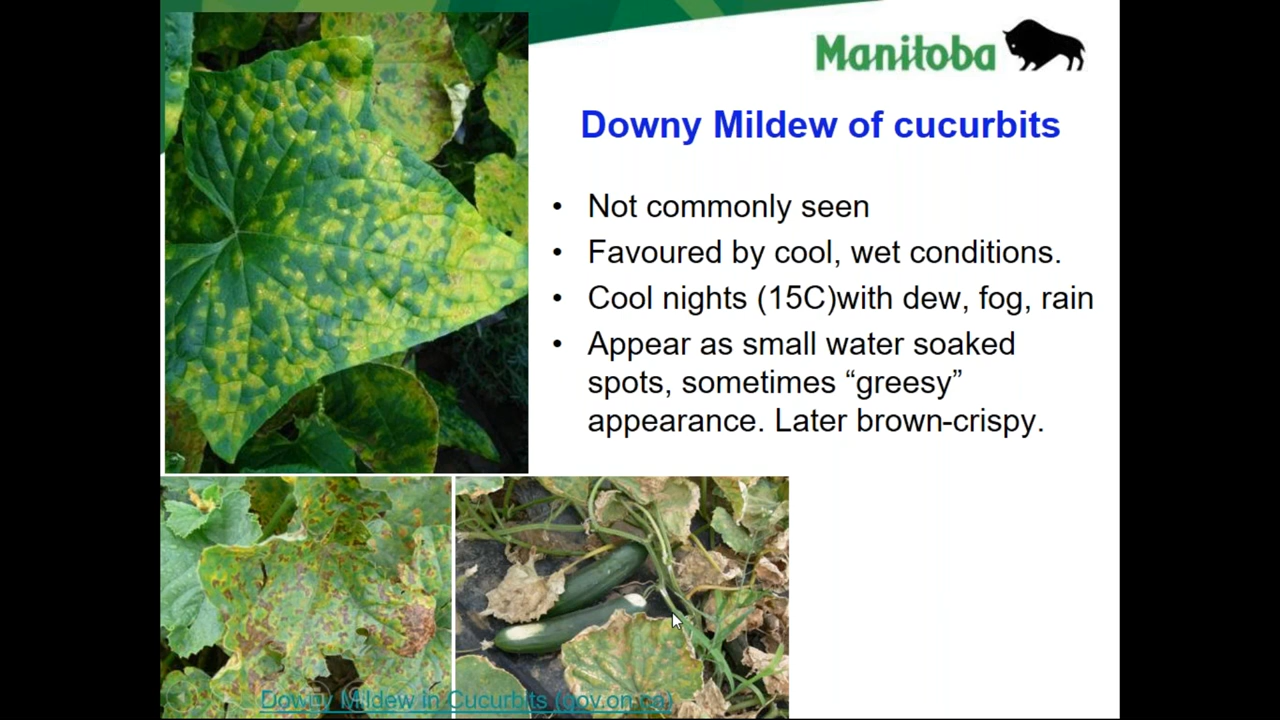 Manitoba
Downy Mildew of cucurbits
• Not commonly seen
• Favoured by cool, wet conditions.
• Cool nights (15C)with dew, fog, rain
• Appear as small water soaked
spots, sometimes “greesy”
appearance. Later brown-crispy.
Downy Mildew in Cucurbits (gov.on.ca)